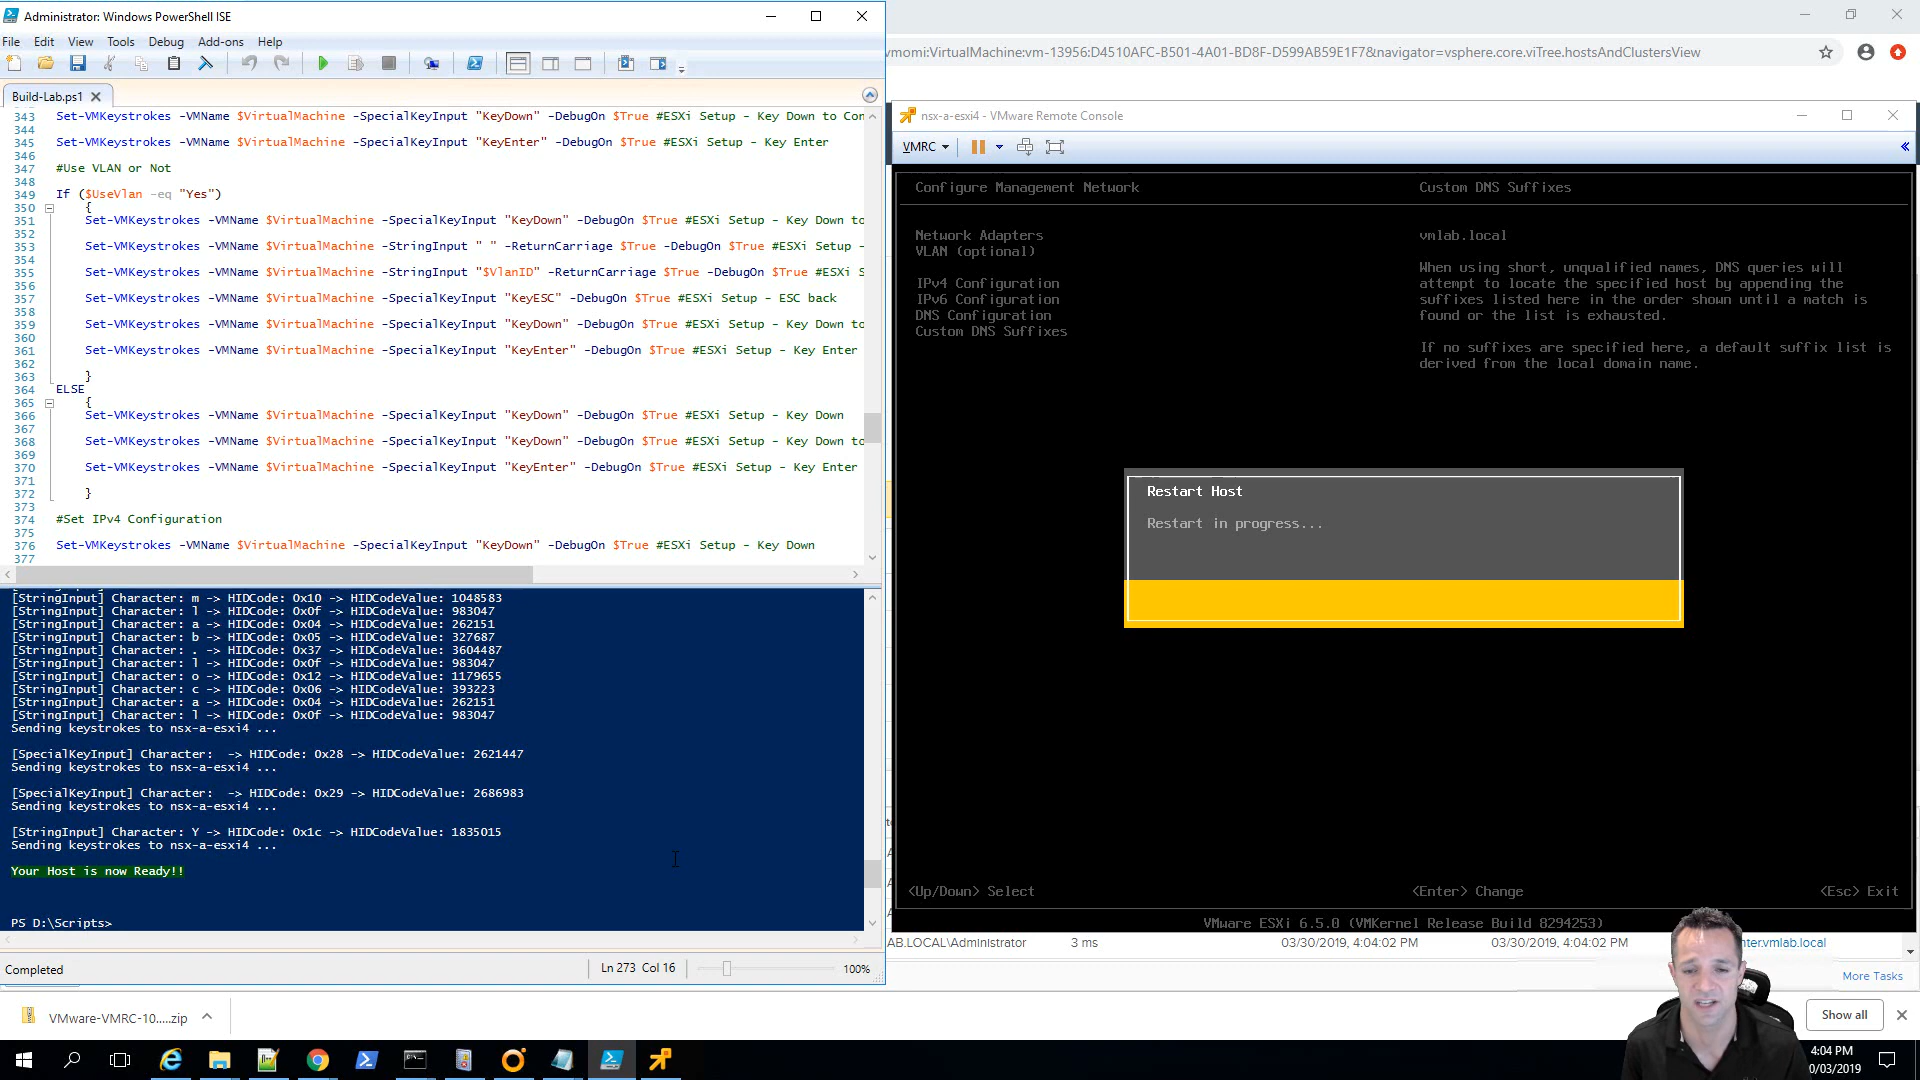 Administrator: Windows PowerShell ISE
File Edit View Tools Debug Add-ons Help
Build-Lab.ps1
343 Set-VMKeystrokes -VMName $VirtualMachine -SpecialKeyInput "KeyDown" -DebugOn $True #ESXi Setup - Key Down to Con
344
345 Set-VMKeystrokes -VMName $VirtualMachine -SpecialKeyInput "KeyEnter" -DebugOn $True #ESXi Setup - Key Enter
346
347 #Use VLAN or Not
348
349 If ($UseVlan -eq "Yes")
350 {
351 Set-VMKeystrokes -VMName $VirtualMachine -SpecialKeyInput "KeyDown" -DebugOn $True #ESXi Setup - Key Down to
352
353 Set-VMKeystrokes -VMName $VirtualMachine -StringInput " " -ReturnCarriage $True -DebugOn $True #ESXi Setup -
354
355 Set-VMKeystrokes -VMName $VirtualMachine -StringInput "$VlanID" -ReturnCarriage $True -DebugOn $True #ESXi S
356
357 Set-VMKeystrokes -VMName $VirtualMachine -SpecialKeyInput "KeyESC" -DebugOn $True #ESXi Setup - ESC back
358
359 Set-VMKeystrokes -VMName $VirtualMachine -SpecialKeyInput "KeyDown" -DebugOn $True #ESXi Setup - Key Down to
360
361 Set-VMKeystrokes -VMName $VirtualMachine -SpecialKeyInput "KeyEnter" -DebugOn $True #ESXi Setup - Key Enter
362
363 }
364 ELSE
365 {
366 Set-VMKeystrokes -VMName $VirtualMachine -SpecialKeyInput "KeyDown" -DebugOn $True #ESXi Setup - Key Down
367
368 Set-VMKeystrokes -VMName $VirtualMachine -SpecialKeyInput "KeyDown" -DebugOn $True #ESXi Setup - Key Down to
369
370 Set-VMKeystrokes -VMName $VirtualMachine -SpecialKeyInput "KeyEnter" -DebugOn $True #ESXi Setup - Key Enter
371
372 }
373
374 #Set IPv4 Configuration
375
376 Set-VMKeystrokes -VMName $VirtualMachine -SpecialKeyInput "KeyDown" -DebugOn $True #ESXi Setup - Key Down
377
[StringInput] Character: m -> HIDCode: 0x10 -> HIDCodeValue: 1048583
[StringInput] Character: l -> HIDCode: 0x0f -> HIDCodeValue: 983047
[StringInput] Character: a -> HIDCode: 0x04 -> HIDCodeValue: 262151
[StringInput] Character: b -> HIDCode: 0x05 -> HIDCodeValue: 327687
[StringInput] Character: . -> HIDCode: 0x37 -> HIDCodeValue: 3604487
[StringInput] Character: l -> HIDCode: 0x0f -> HIDCodeValue: 983047
[StringInput] Character: o -> HIDCode: 0x12 -> HIDCodeValue: 1179655
[StringInput] Character: c -> HIDCode: 0x06 -> HIDCodeValue: 393223
[StringInput] Character: a -> HIDCode: 0x04 -> HIDCodeValue: 262151
[StringInput] Character: l -> HIDCode: 0x0f -> HIDCodeValue: 983047
Sending keystrokes to nsx-a-esxi4 ...
[SpecialKeyInput] Character:  -> HIDCode: 0x28 -> HIDCodeValue: 2621447
Sending keystrokes to nsx-a-esxi4 ...
[SpecialKeyInput] Character:  -> HIDCode: 0x29 -> HIDCodeValue: 2686983
Sending keystrokes to nsx-a-esxi4 ...
[StringInput] Character: Y -> HIDCode: 0x1c -> HIDCodeValue: 1835015
Sending keystrokes to nsx-a-esxi4 ...
Your Host is now Ready!!
PS D:\Scripts>
Completed
Ln 273 Col 16
100%
vmomi:VirtualMachine:vm-13956:D4510AFC-B501-4A01-BD8F-D599AB59E1F7&navigator=vsphere.core.viTree.hostsAndClustersView
nsx-a-esxi4 - VMware Remote Console
VMRC
Configure Management Network
Custom DNS Suffixes
Network Adapters
VLAN (optional)
IPv4 Configuration
IPv6 Configuration
DNS Configuration
Custom DNS Suffixes
vmlab.local
When using short, unqualified names, DNS queries will
attempt to locate the specified host by appending the
suffixes listed here in the order shown until a match is
found or the list is exhausted.
If no suffixes are specified here, a default suffix list is
derived from the local domain name.
Restart Host
Restart in progress...
<Up/Down> Select
<Enter> Change
<Esc> Exit
VMware ESXi 6.5.0 (VMKernel Release Build 8294253)
AB.LOCAL\Administrator 3 ms 03/30/2019, 4:04:02 PM 03/30/2019, 4:04:02 PM nter.vmlab.local
More Tasks
VMware-VMRC-10.....zip
Show all
4:04 PM
0/03/2019